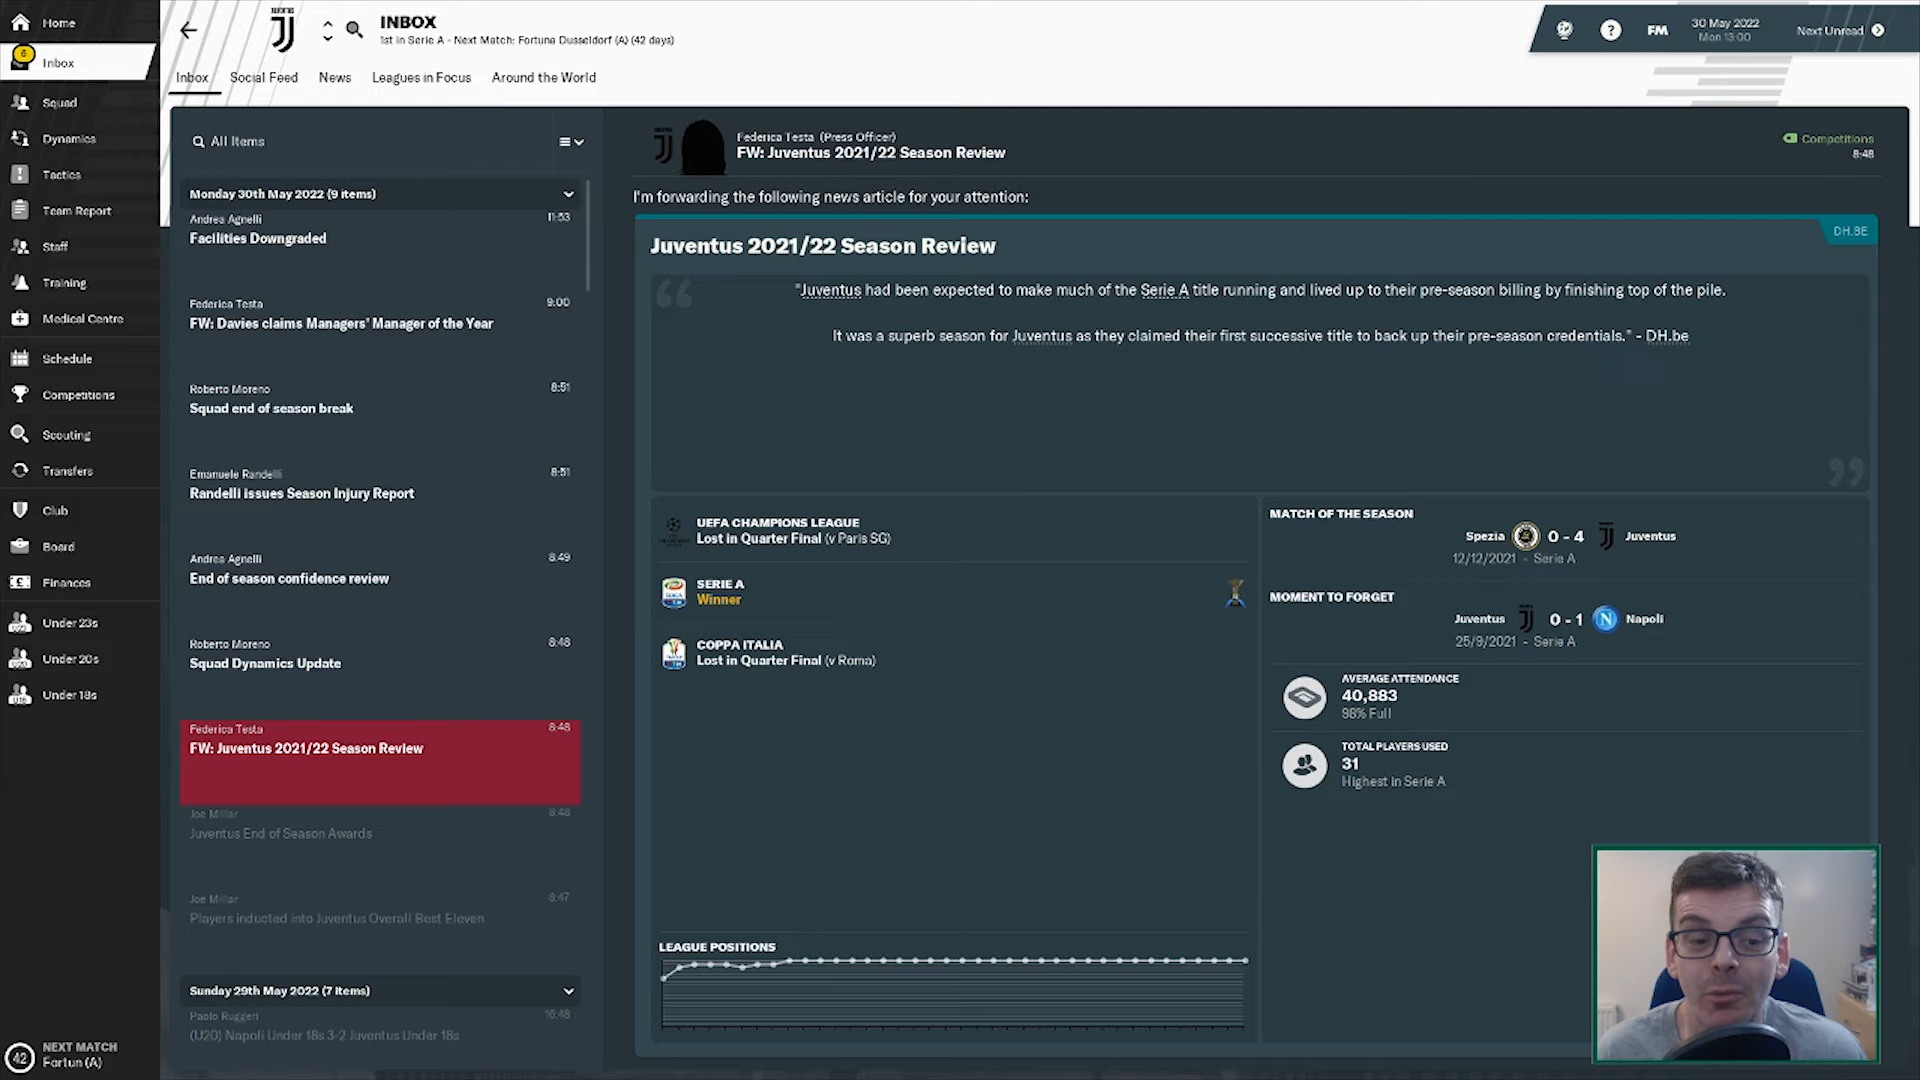 Home
Inbox
6
Squad
Dynamics
Tactics
Team Report
Staff
Training
Medical Centre
Schedule
Competitions
Scouting
Transfers
Club
Board
Finances
Under 23s
Under 20s
Under 18s
42
NEXT MATCH
Fortun (A)
INBOX
1st in Serie A - Next Match: Fortuna Dusseldorf (A) (42 days)
FM
30 May 2022
Mon 13:00
Next Unread
Inbox
Social Feed
News
Leagues in Focus
Around the World
All Items
Monday 30th May 2022 (9 items)
Andrea Agnelli 11:53
Facilities Downgraded
Federica Testa 9:00
FW: Davies claims Managers' Manager of the Year
Roberto Moreno 8:51
Squad end of season break
Emanuele Randelli 8:51
Randelli issues Season Injury Report
Andrea Agnelli 8:49
End of season confidence review
Roberto Moreno 8:48
Squad Dynamics Update
Federica Testa 8:48
FW: Juventus 2021/22 Season Review
Joe Millar 8:48
Juventus End of Season Awards
Joe Millar 8:47
Players inducted into Juventus Overall Best Eleven
Sunday 29th May 2022 (7 items)
Paolo Ruggeri 16:48
(U20) Napoli Under 18s 3-2 Juventus Under 18s
Federica Testa (Press Officer)
FW: Juventus 2021/22 Season Review
Competitions
8:48
I'm forwarding the following news article for your attention:
DH.BE
Juventus 2021/22 Season Review
"Juventus had been expected to make much of the Serie A title running and lived up to their pre-season billing by finishing top of the pile.
It was a superb season for Juventus as they claimed their first successive title to back up their pre-season credentials." - DH.be
UEFA CHAMPIONS LEAGUE
Lost in Quarter Final (v Paris SG)
SERIE A
Winner
COPPA ITALIA
Lost in Quarter Final (v Roma)
LEAGUE POSITIONS
MATCH OF THE SEASON
Spezia 0 - 4 Juventus
12/12/2021 - Serie A
MOMENT TO FORGET
Juventus 0 - 1 Napoli
25/9/2021 - Serie A
AVERAGE ATTENDANCE
40,883
98% Full
TOTAL PLAYERS USED
31
Highest in Serie A